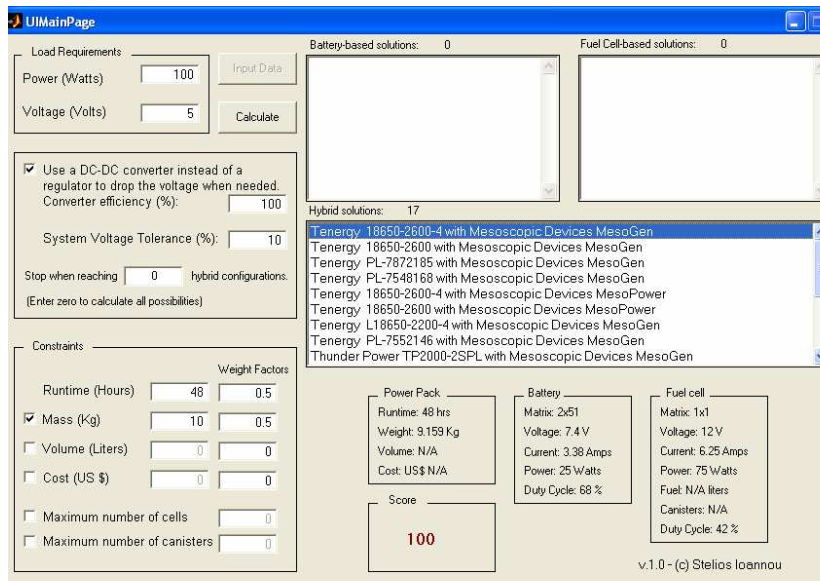 UIMainPage
Load Requirements
Power (Watts) 100
Voltage (Volts) 5
Input Data
Calculate
Use a DC-DC converter instead of a
regulator to drop the voltage when needed.
Converter efficiency (%): 100
System Voltage Tolerance (%): 10
Stop when reaching 0 hybrid configurations.
(Enter zero to calculate all possibilities)
Constraints
Weight Factors
Runtime (Hours) 48 0.5
Mass (Kg) 10 0.5
Volume (Liters) 0 0
Cost (US $) 0 0
Maximum number of cells 0
Maximum number of canisters 0
Battery-based solutions: 0
Fuel Cell-based solutions: 0
Hybrid solutions: 17
Tenergy 18650-2600-4 with Mesoscopic Devices MesoGen
Tenergy 18650-2600 with Mesoscopic Devices MesoGen
Tenergy PL-7872185 with Mesoscopic Devices MesoGen
Tenergy PL-7548168 with Mesoscopic Devices MesoGen
Tenergy 18650-2600-4 with Mesoscopic Devices MesoPower
Tenergy 18650-2600 with Mesoscopic Devices MesoPower
Tenergy L18650-2200-4 with Mesoscopic Devices MesoGen
Tenergy PL-7552146 with Mesoscopic Devices MesoGen
Thunder Power TP2000-2SPL with Mesoscopic Devices MesoGen
Power Pack
Runtime: 48 hrs
Weight: 9.159 Kg
Volume: N/A
Cost: US$ N/A
Score
100
Battery
Matrix: 2x51
Voltage: 7.4 V
Current: 3.38 Amps
Power: 25 Watts
Duty Cycle: 68 %
Fuel cell
Matrix: 1x1
Voltage: 12 V
Current: 6.25 Amps
Power: 75 Watts
Fuel: N/A liters
Canisters: N/A
Duty Cycle: 42 %
v.1.0 - (c) Stelios Ioannou